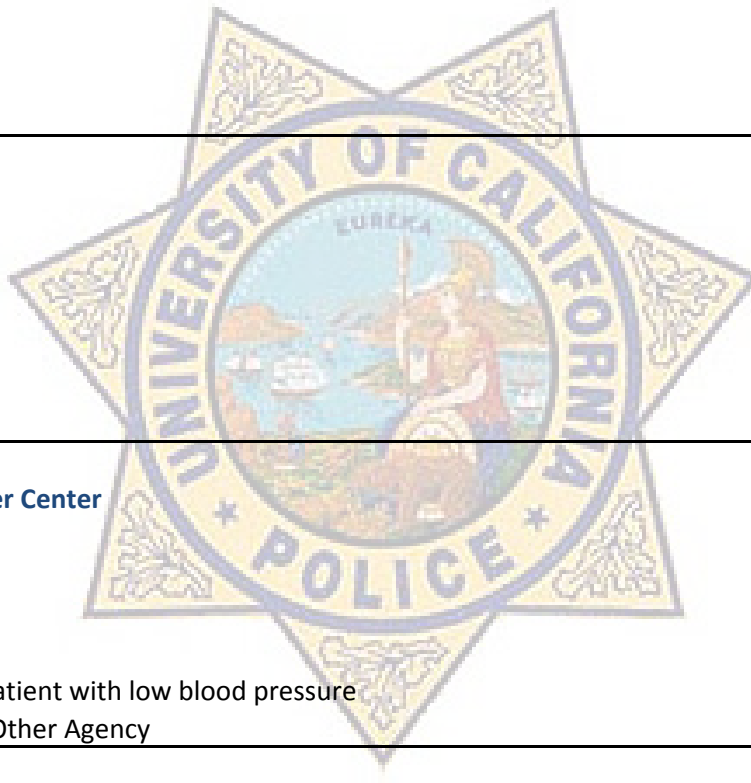 UNIVERSITY OF CALIFORNIA
EUREKA
er Center
POLICE
atient with low blood pressure
Other Agency